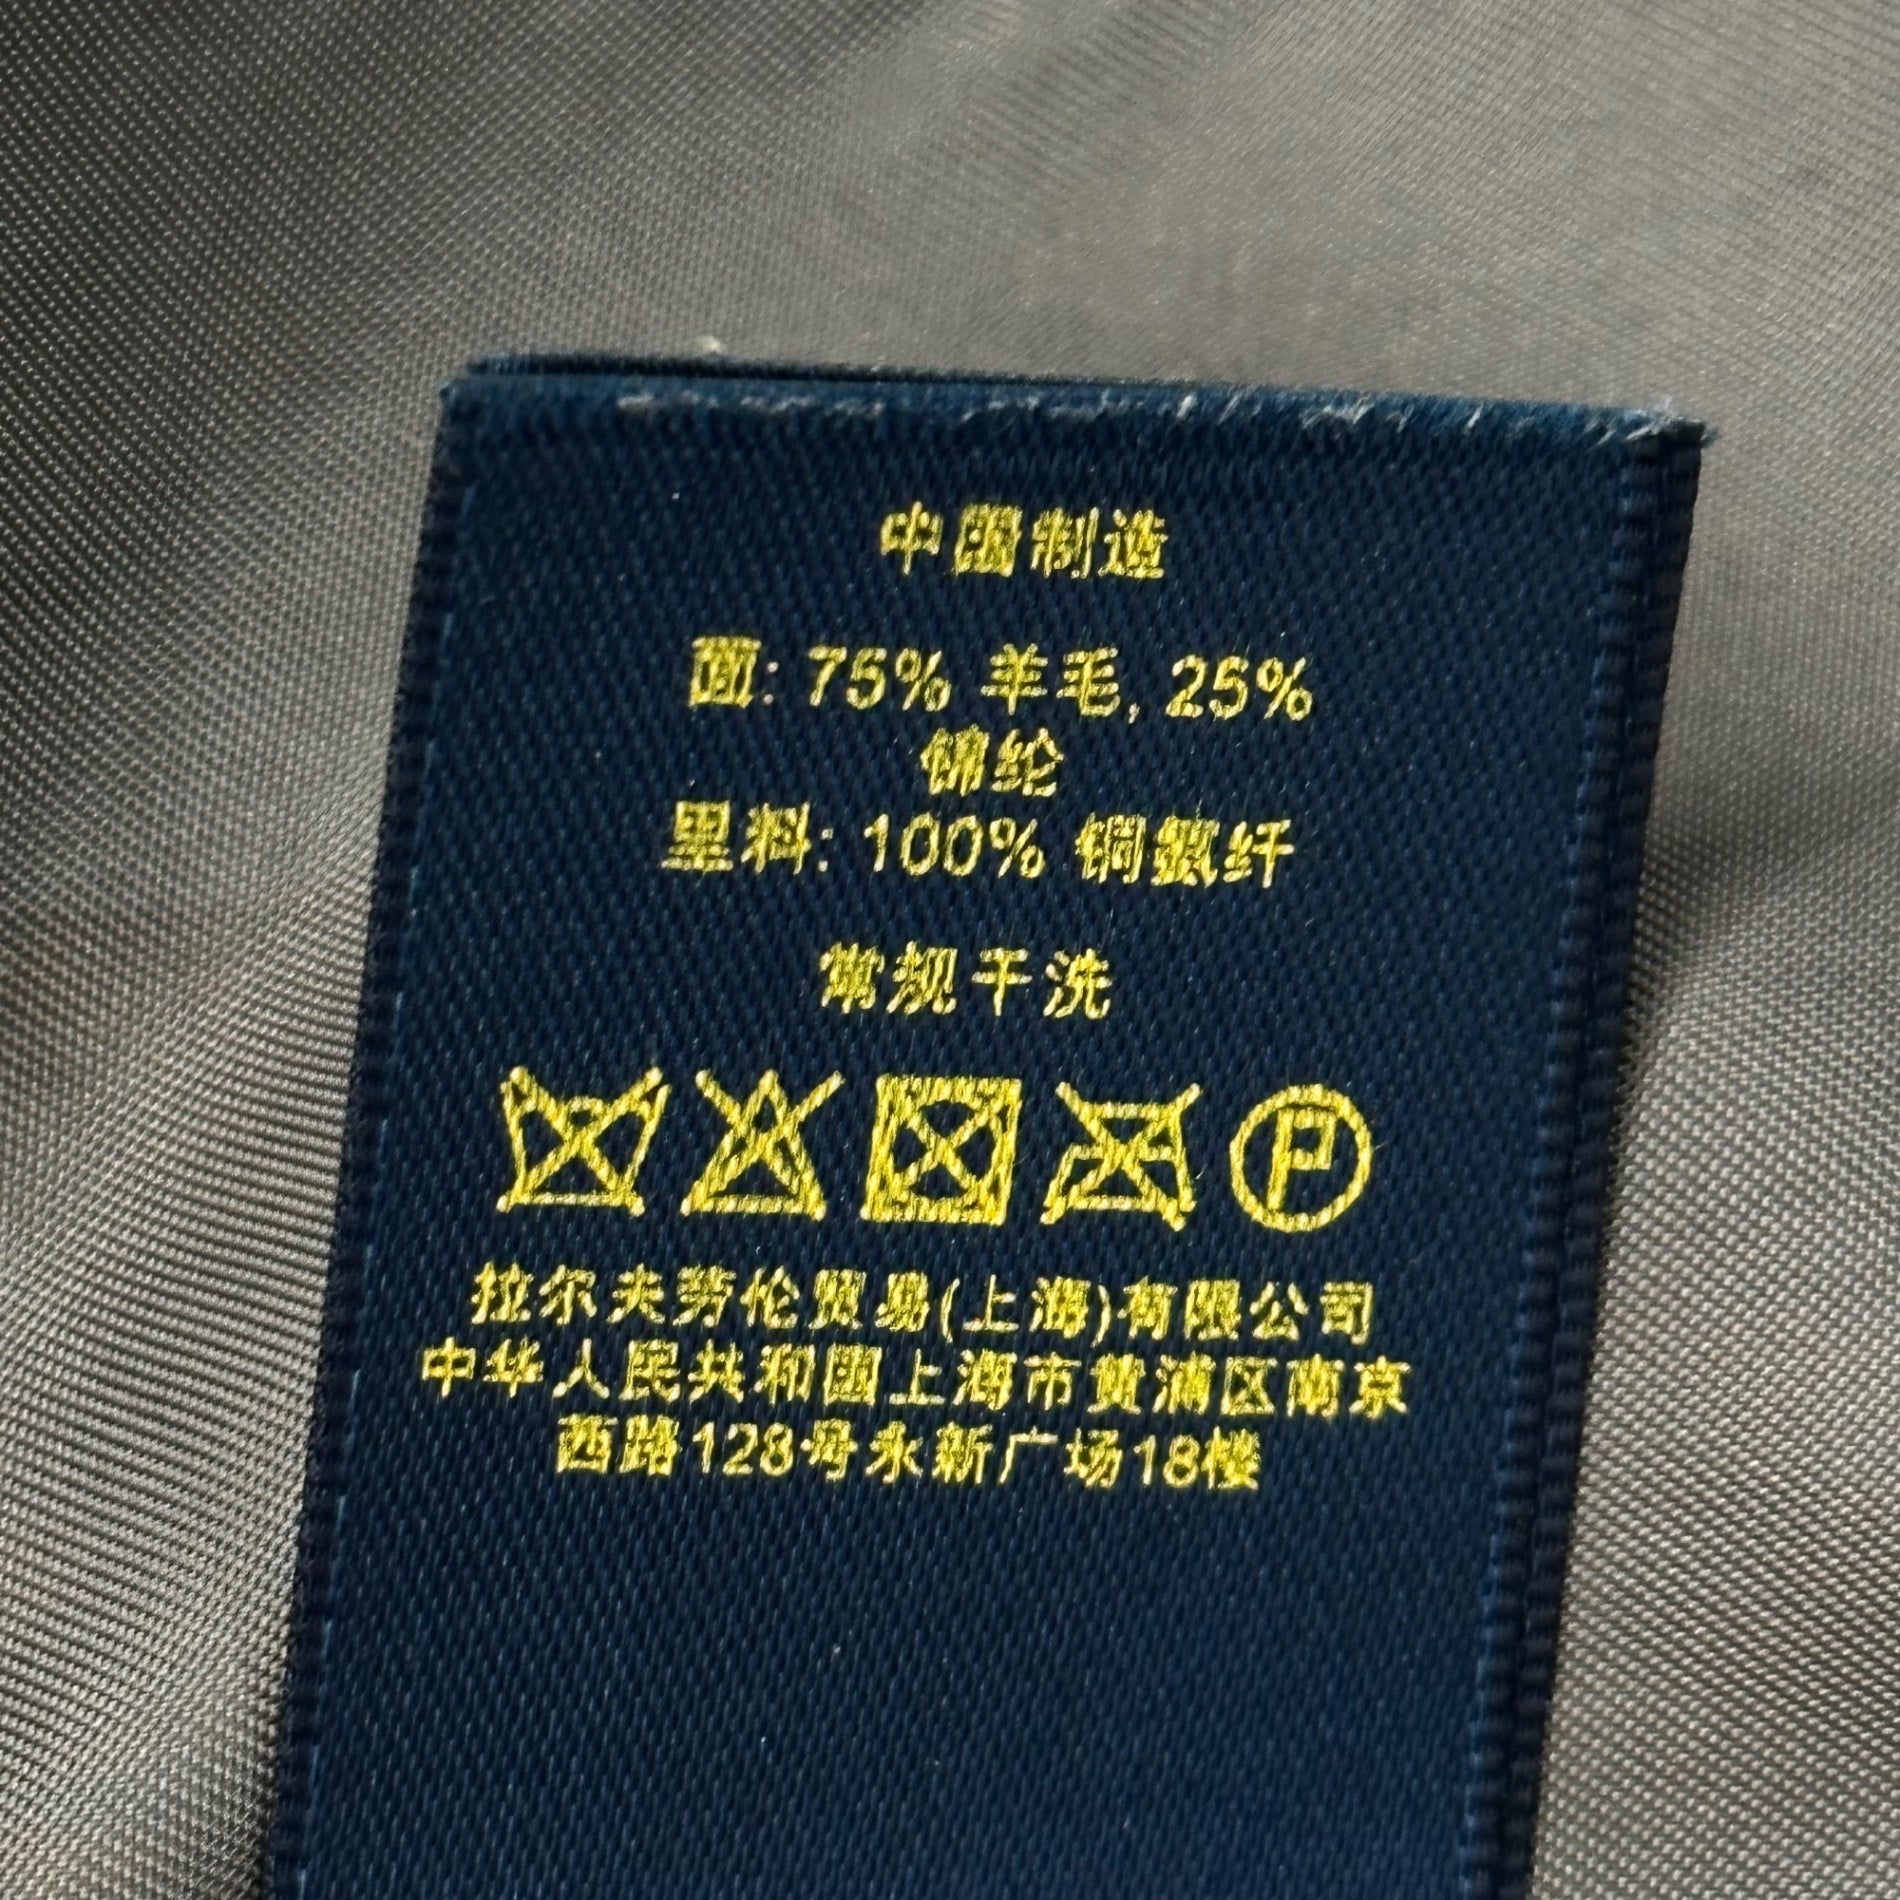 中国制造
面: 75% 羊毛, 25%
锦纶
里料: 100% 铜氨纤
常规干洗
P
拉尔夫劳伦贸易(上海)有限公司
中华人民共和国上海市黄浦区南京
西路128号永新广场18楼